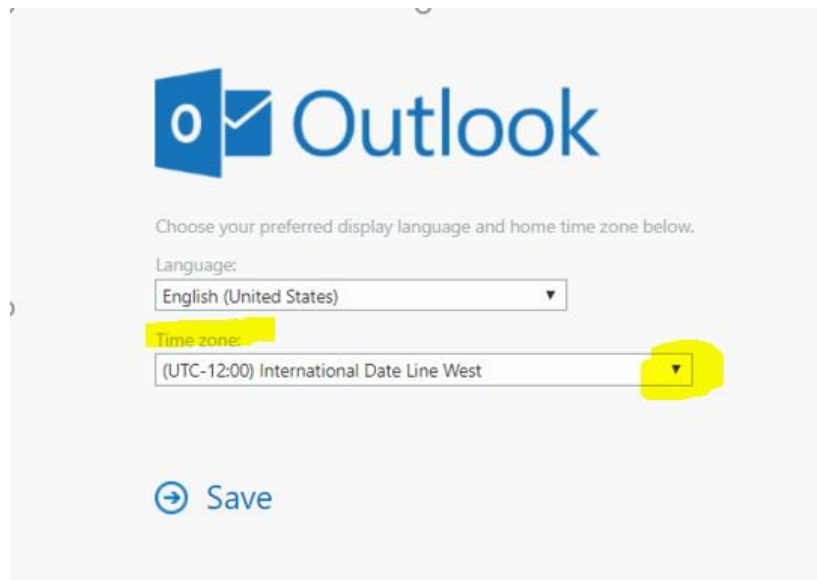 Outlook
Choose your preferred display language and home time zone below.
Language:
English (United States)
Time zone:
(UTC-12:00) International Date Line West
Save